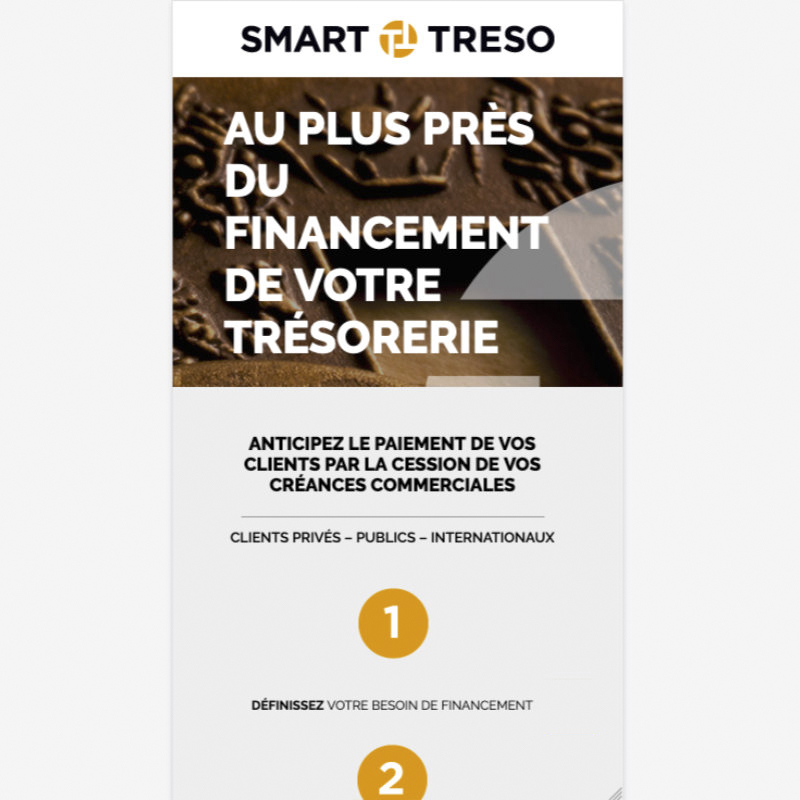 SMART TRESO
AU PLUS PRÈS
DU
FINANCEMENT
DE VOTRE
TRÉSORERIE
ANTICIPEZ LE PAIEMENT DE VOS
CLIENTS PAR LA CESSION DE VOS
CRÉANCES COMMERCIALES
CLIENTS PRIVÉS – PUBLICS – INTERNATIONAUX
1
DÉFINISSEZ VOTRE BESOIN DE FINANCEMENT
2